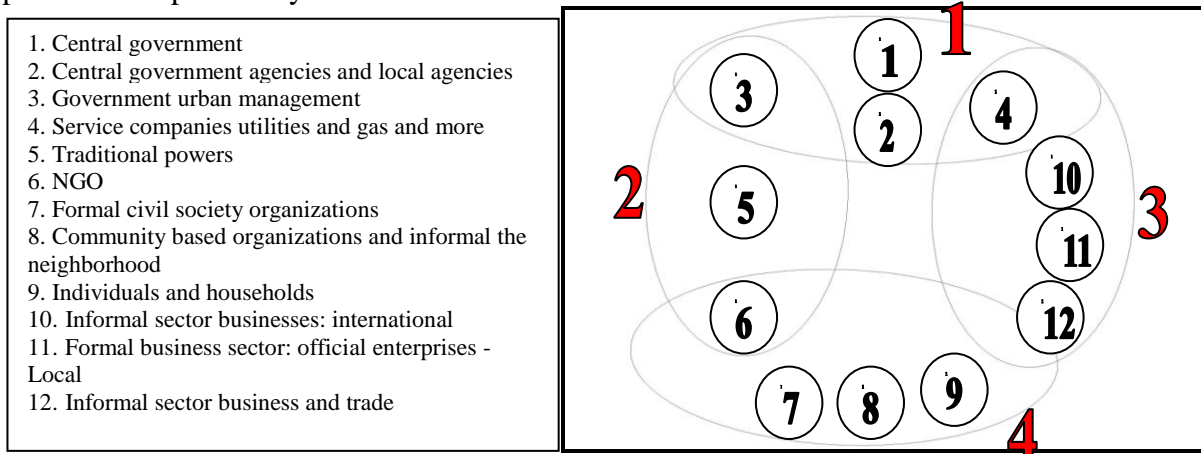 1. Central government
2. Central government agencies and local agencies
3. Government urban management
4. Service companies utilities and gas and more
5. Traditional powers
6. NGO
7. Formal civil society organizations
8. Community based organizations and informal the
neighborhood
9. Individuals and households
10. Informal sector businesses: international
11. Formal business sector: official enterprises -
Local
12. Informal sector business and trade
1
1
3
2
4
10
2
5
3
11
6
12
7
8
9
4